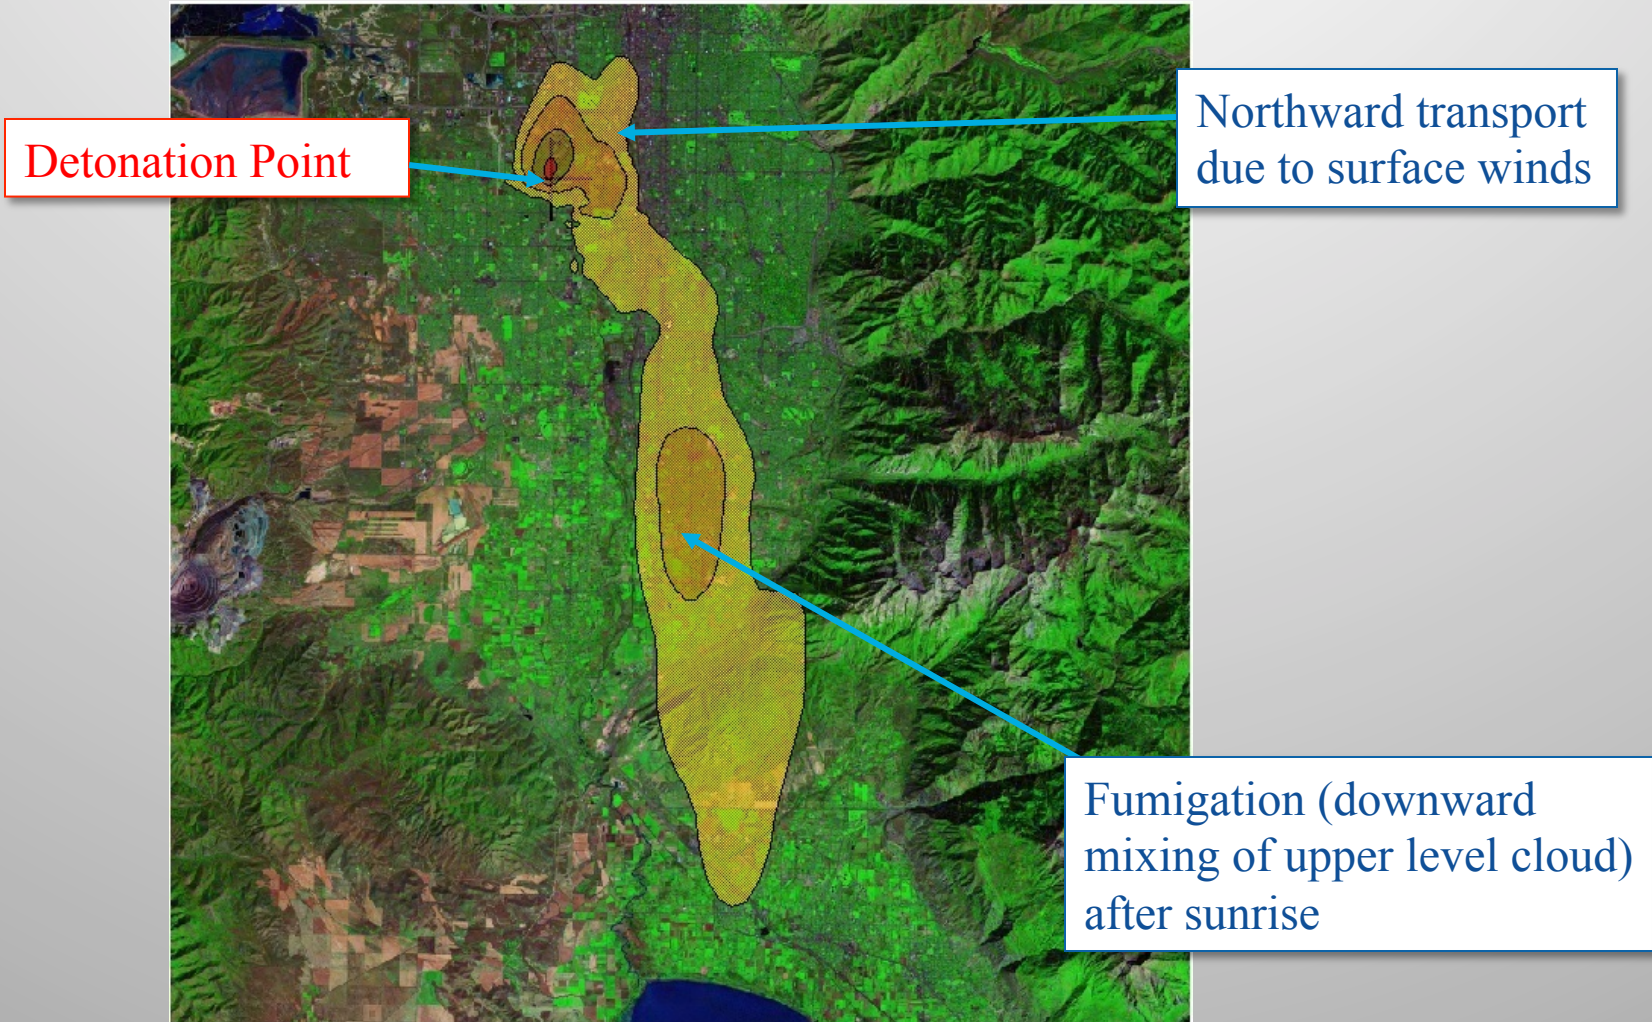 Detonation Point
Northward transport
due to surface winds
Fumigation (downward
mixing of upper level cloud)
after sunrise